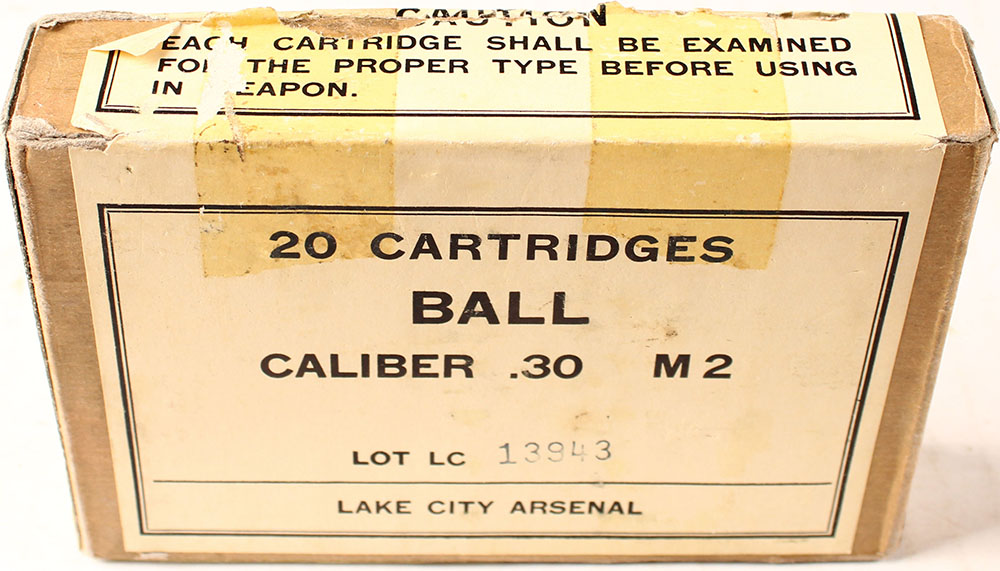 CAUTION
EACH CARTRIDGE SHALL BE EXAMINED
FOR THE PROPER TYPE BEFORE USING
IN WEAPON.
20 CARTRIDGES
BALL
CALIBER .30 M2
LOT LC 13943
LAKE CITY ARSENAL